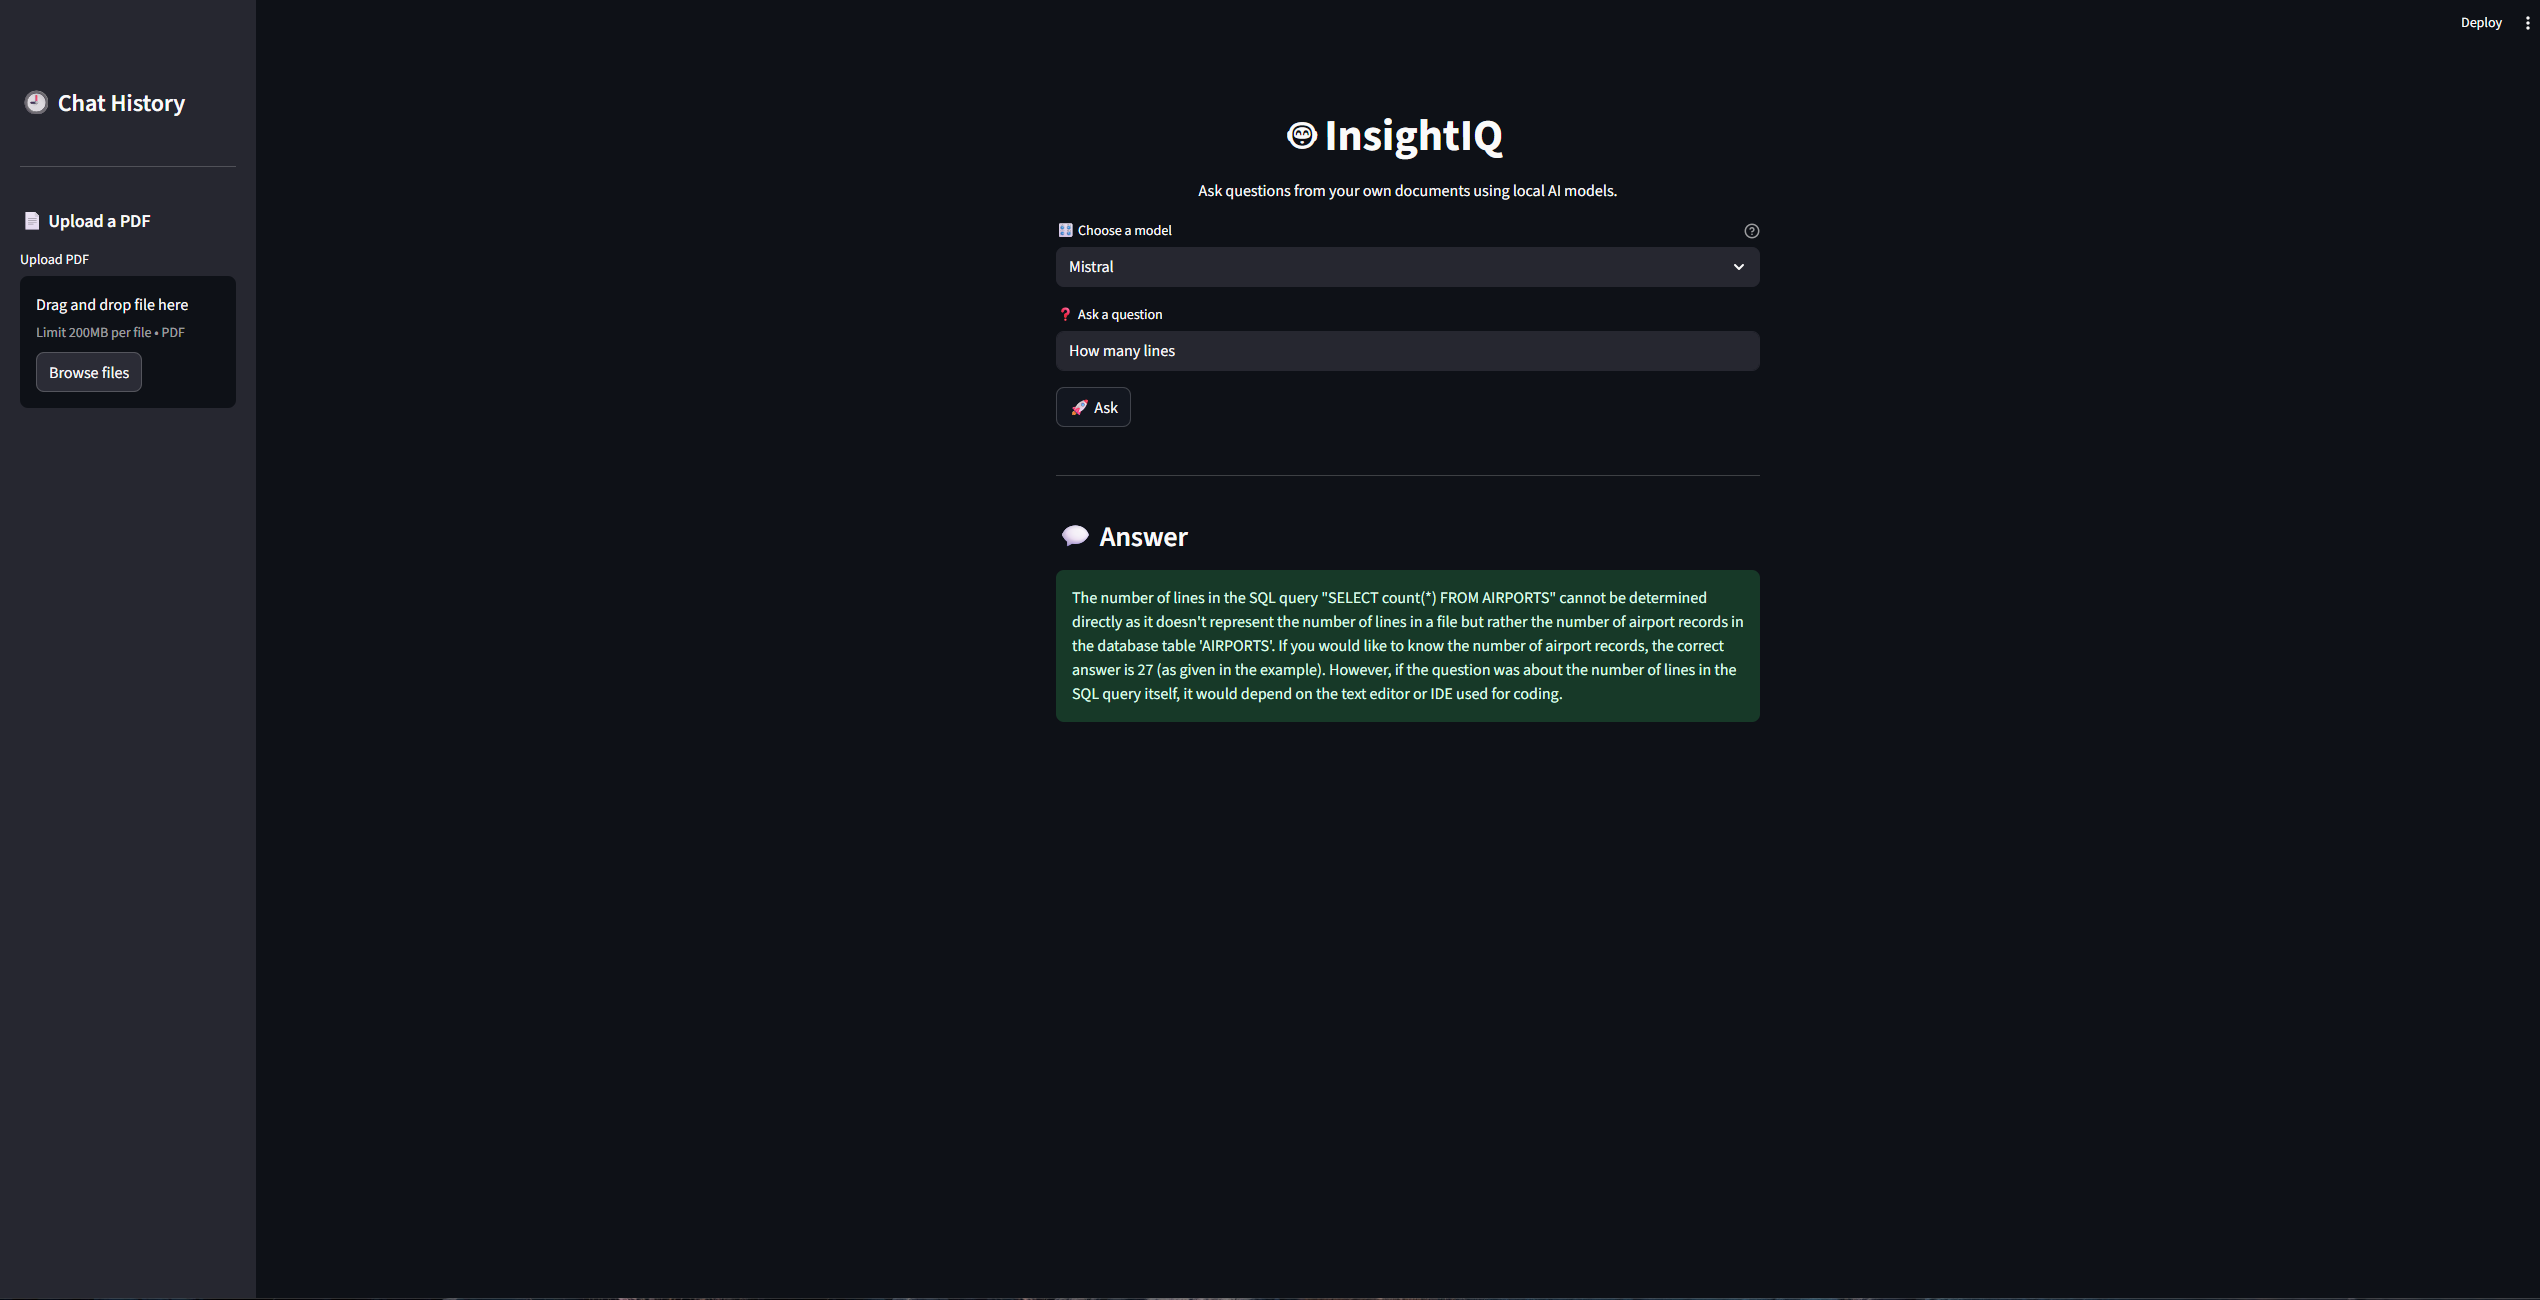 Deploy
Chat History
Upload a PDF
Upload PDF
Drag and drop file here
Limit 200MB per file • PDF
Browse files
InsightIQ
Ask questions from your own documents using local AI models.
Choose a model
Mistral
Ask a question
How many lines
Ask
Answer
The number of lines in the SQL query "SELECT count(*) FROM AIRPORTS" cannot be determined
directly as it doesn't represent the number of lines in a file but rather the number of airport records in
the database table 'AIRPORTS'. If you would like to know the number of airport records, the correct
answer is 27 (as given in the example). However, if the question was about the number of lines in the
SQL query itself, it would depend on the text editor or IDE used for coding.